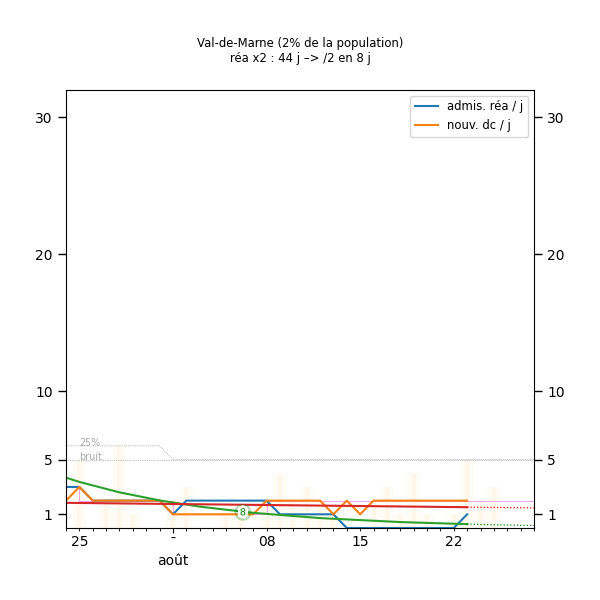 Val-de-Marne (2% de la population)
réa x2 : 44 j –> /2 en 8 j
admis. réa / j
nouv. dc / j
30
30
20
20
10
10
25%
bruit
5
5
8
1
1
25
-
08
15
22
août